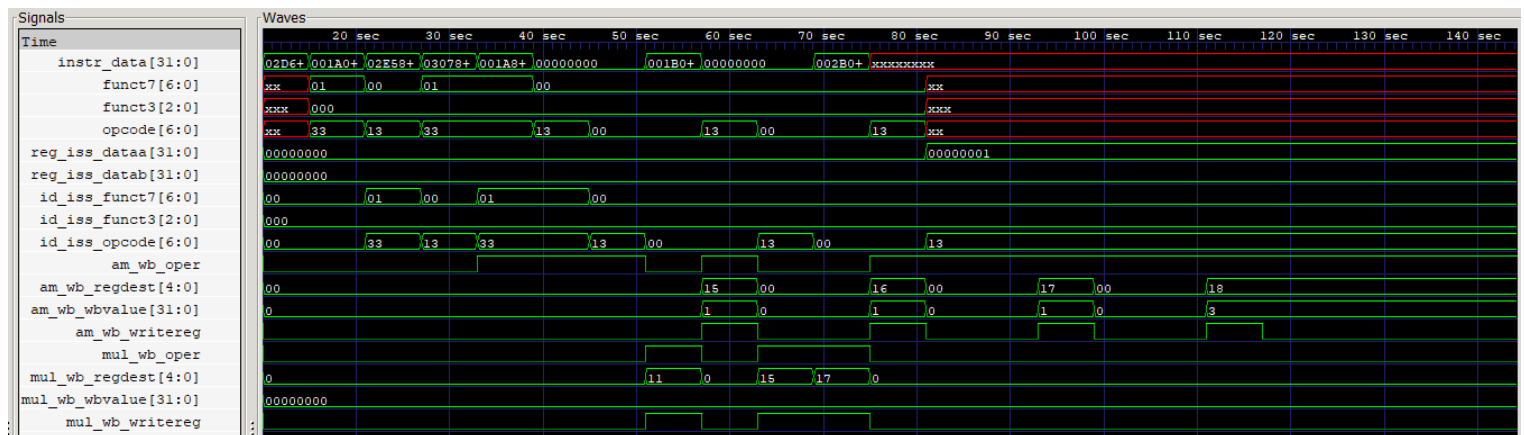 Signals Waves
Time 20 sec 30 sec 40 sec 50 sec 60 sec 70 sec 80 sec 90 sec 100 sec 110 sec 120 sec 130 sec 140 sec
instr_data[31:0] 02D6+ 001A0+ 02E58+ 03078+ 001A8+ 00000000 001B0+ 00000000 002B0+ xxxxxxxx
funct7[6:0] xx 01 00 01 00 xx
funct3[2:0] xxx 000 xxx
opcode[6:0] xx 33 13 33 13 00 13 00 13 xx
reg_iss_dataa[31:0] 00000000 00000001
reg_iss_datab[31:0] 00000000
id_iss_funct7[6:0] 00 01 00 01 00
id_iss_funct3[2:0] 000
id_iss_opcode[6:0] 00 33 13 33 13 00 13 00 13
am_wb_oper
am_wb_regdest[4:0] 00 15 00 16 00 17 00 18
am_wb_wbvalue[31:0] 0 1 0 1 0 1 0 3
am_wb_writereg
mul_wb_oper
mul_wb_regdest[4:0] 0 11 0 15 17 0
mul_wb_wbvalue[31:0] 00000000
mul_wb_writereg